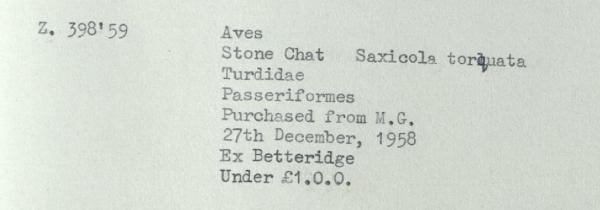 Z. 398'59
Aves
Stone Chat Saxicola torquata
Turdidae
Passeriformes
Purchased from M.G.
27th December, 1958
Ex Betteridge
Under £1.0.0.